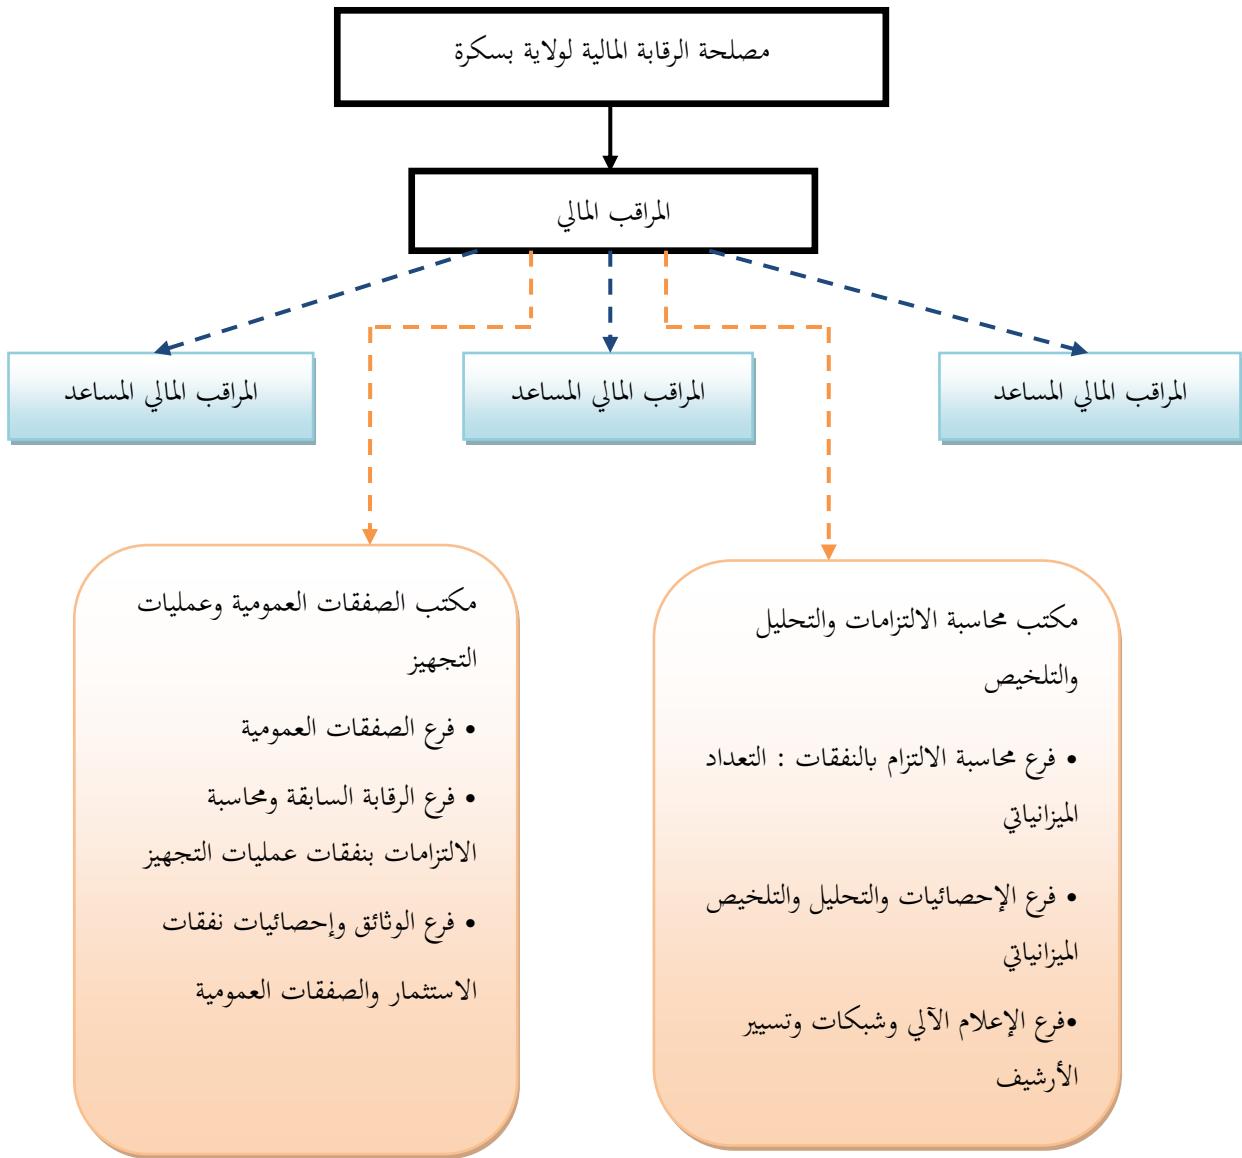 مصلحة الرقابة المالية لولاية بسكرة
المراقب المالي
المراقب المالي المساعد
المراقب المالي المساعد
المراقب المالي المساعد
مكتب محاسبة الالتزامات والتحليل
والتلخيص
• فرع محاسبة الالتزام بالنفقات : التعداد
الميزانياتي
• فرع الإحصائيات والتحليل والتلخيص
الميزانياتي
•فرع الإعلام الآلي وشبكات وتسيير
الأرشيف
مكتب الصفقات العمومية وعمليات
التجهيز
• فرع الصفقات العمومية
• فرع الرقابة السابقة ومحاسبة
الالتزامات بنفقات عمليات التجهيز
• فرع الوثائق وإحصائيات نفقات
الاستثمار والصفقات العمومية